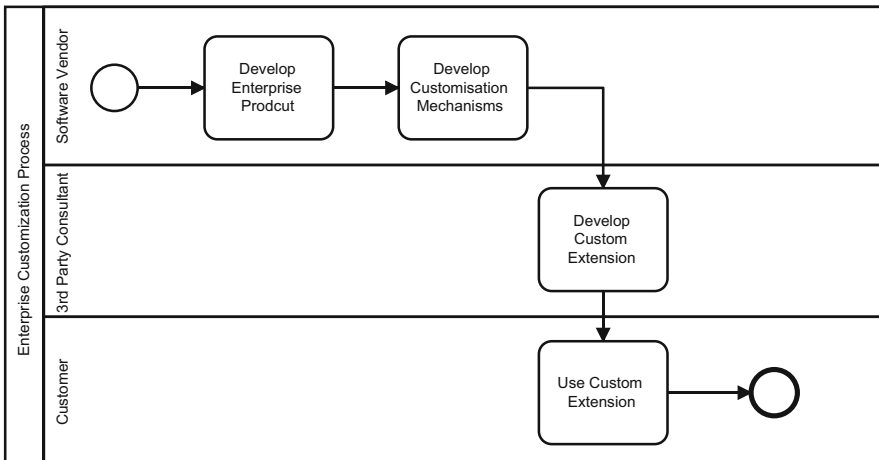 Enterprise Customization Process
Software Vendor
Develop
Enterprise
Prodcut
Develop
Customisation
Mechanisms
3rd Party Consultant
Develop
Custom
Extension
Customer
Use Custom
Extension